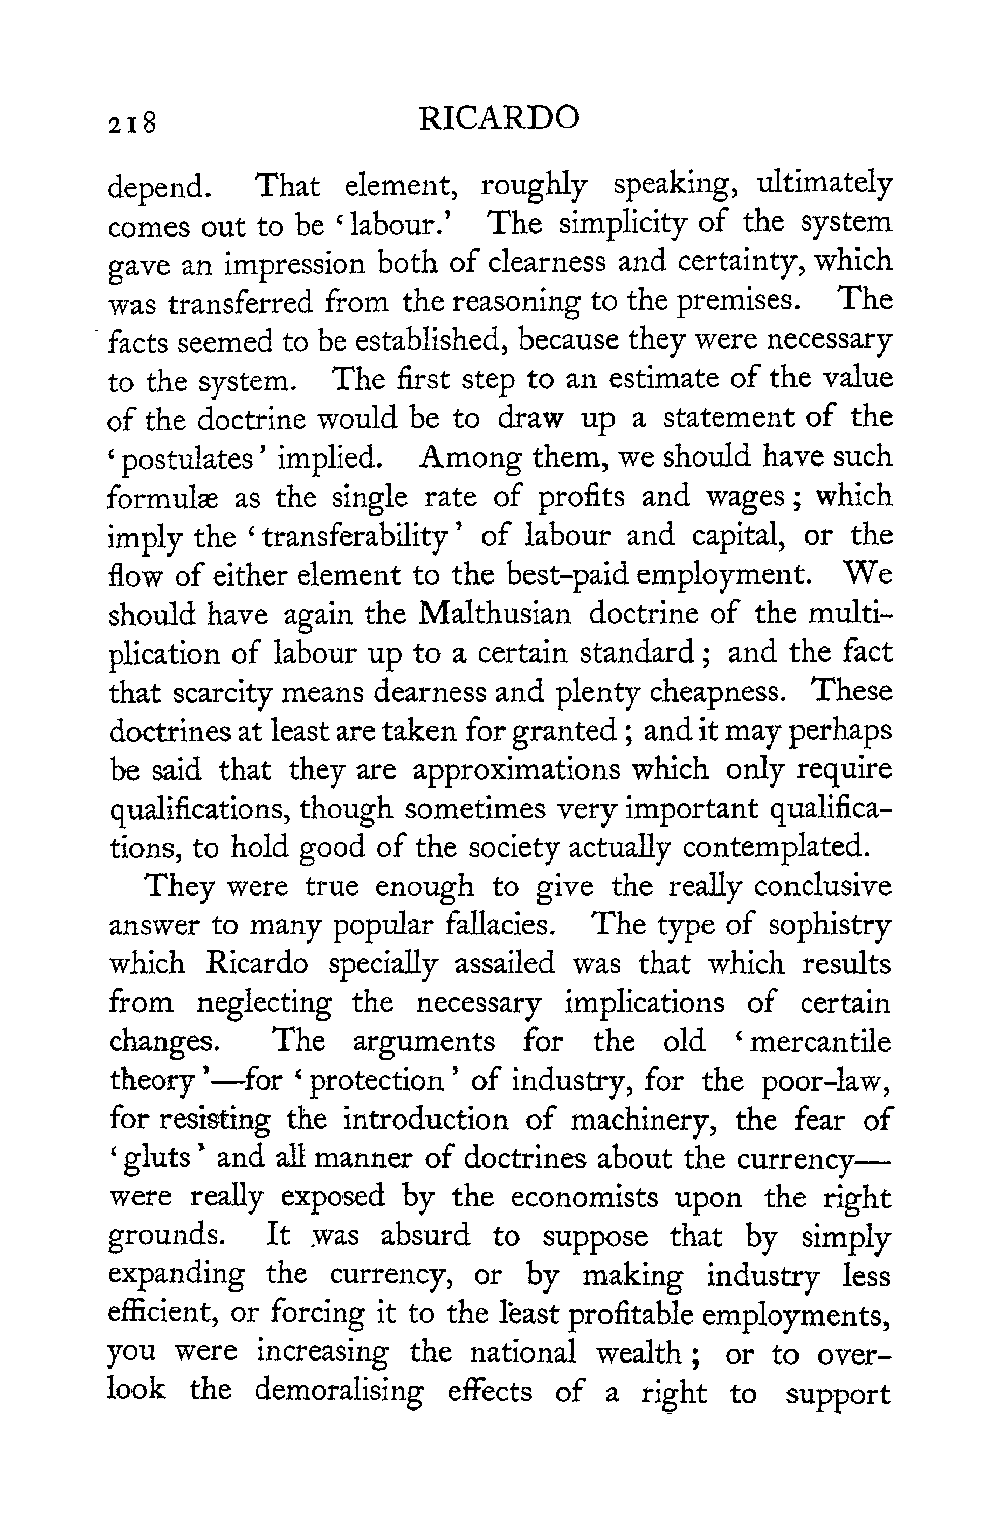 218 RICARDO
depend. That element, roughly speaking, ultimately
comes out to be ‘labour.’ The simplicity of the system
gave an impression both of clearness and certainty, which
was transferred from the reasoning to the premises. The
facts seemed to be established, because they were necessary
to the system. The first step to an estimate of the value
of the doctrine would be to draw up a statement of the
‘postulates’ implied. Among them, we should have such
formulæ as the single rate of profits and wages; which
imply the ‘transferability’ of labour and capital, or the
flow of either element to the best-paid employment. We
should have again the Malthusian doctrine of the multi-
plication of labour up to a certain standard; and the fact
that scarcity means dearness and plenty cheapness. These
doctrines at least are taken for granted; and it may perhaps
be said that they are approximations which only require
qualifications, though sometimes very important qualifica-
tions, to hold good of the society actually contemplated.
They were true enough to give the really conclusive
answer to many popular fallacies. The type of sophistry
which Ricardo specially assailed was that which results
from neglecting the necessary implications of certain
changes. The arguments for the old ‘mercantile
theory’—for ‘protection’ of industry, for the poor-law,
for resisting the introduction of machinery, the fear of
‘gluts’ and all manner of doctrines about the currency—
were really exposed by the economists upon the right
grounds. It was absurd to suppose that by simply
expanding the currency, or by making industry less
efficient, or forcing it to the least profitable employments,
you were increasing the national wealth; or to over-
look the demoralising effects of a right to support